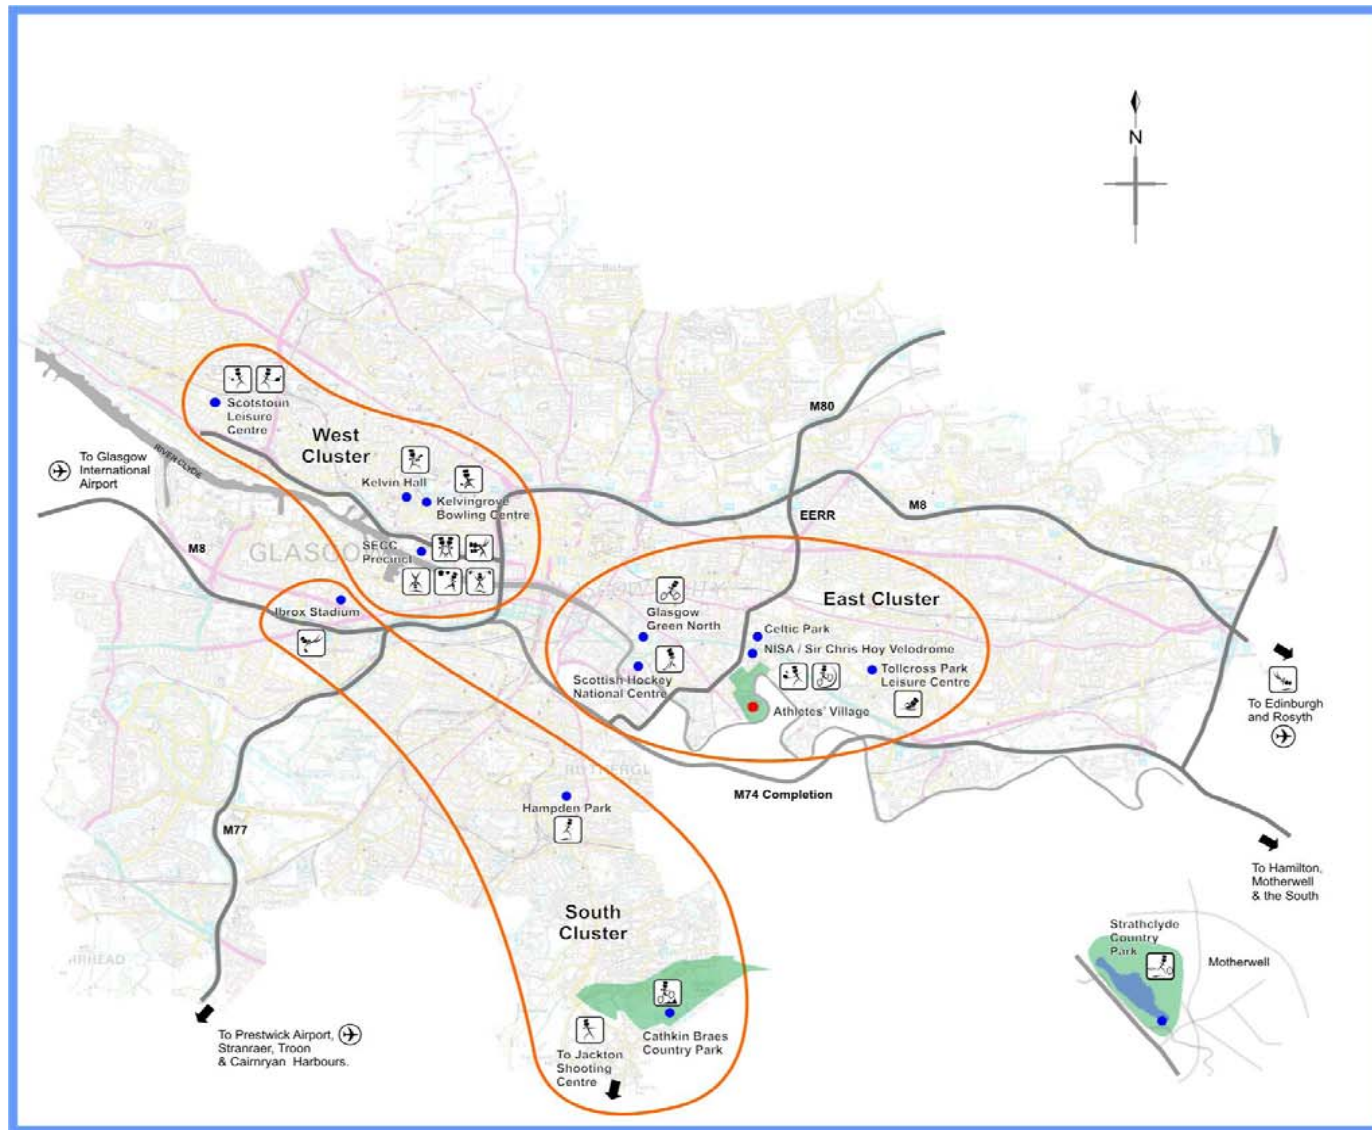 N
M80
Scotstoun
Leisure
Centre
West
Cluster
RIVER CLYDE
To Glasgow
International
Airport
Kelvin Hall
Kelvingrove
Bowling Centre
M8
EERR
M8
GLASGO
SECC
Precinct
Ibrox Stadium
East Cluster
Glasgow
Green North
Celtic Park
NISA / Sir Chris Hoy Velodrome
Scottish Hockey
National Centre
Tollcross Park
Leisure Centre
Athletes' Village
To Edinburgh
and Rosyth
RUTHERGL
M74 Completion
Hampden Park
M77
To Hamilton,
Motherwell
& the South
South
Cluster
Strathclyde
Country
Park
Motherwell
To Prestwick Airport,
Stranraer, Troon
& Cairnryan Harbours.
Cathkin Braes
Country Park
To Jackton
Shooting
Centre